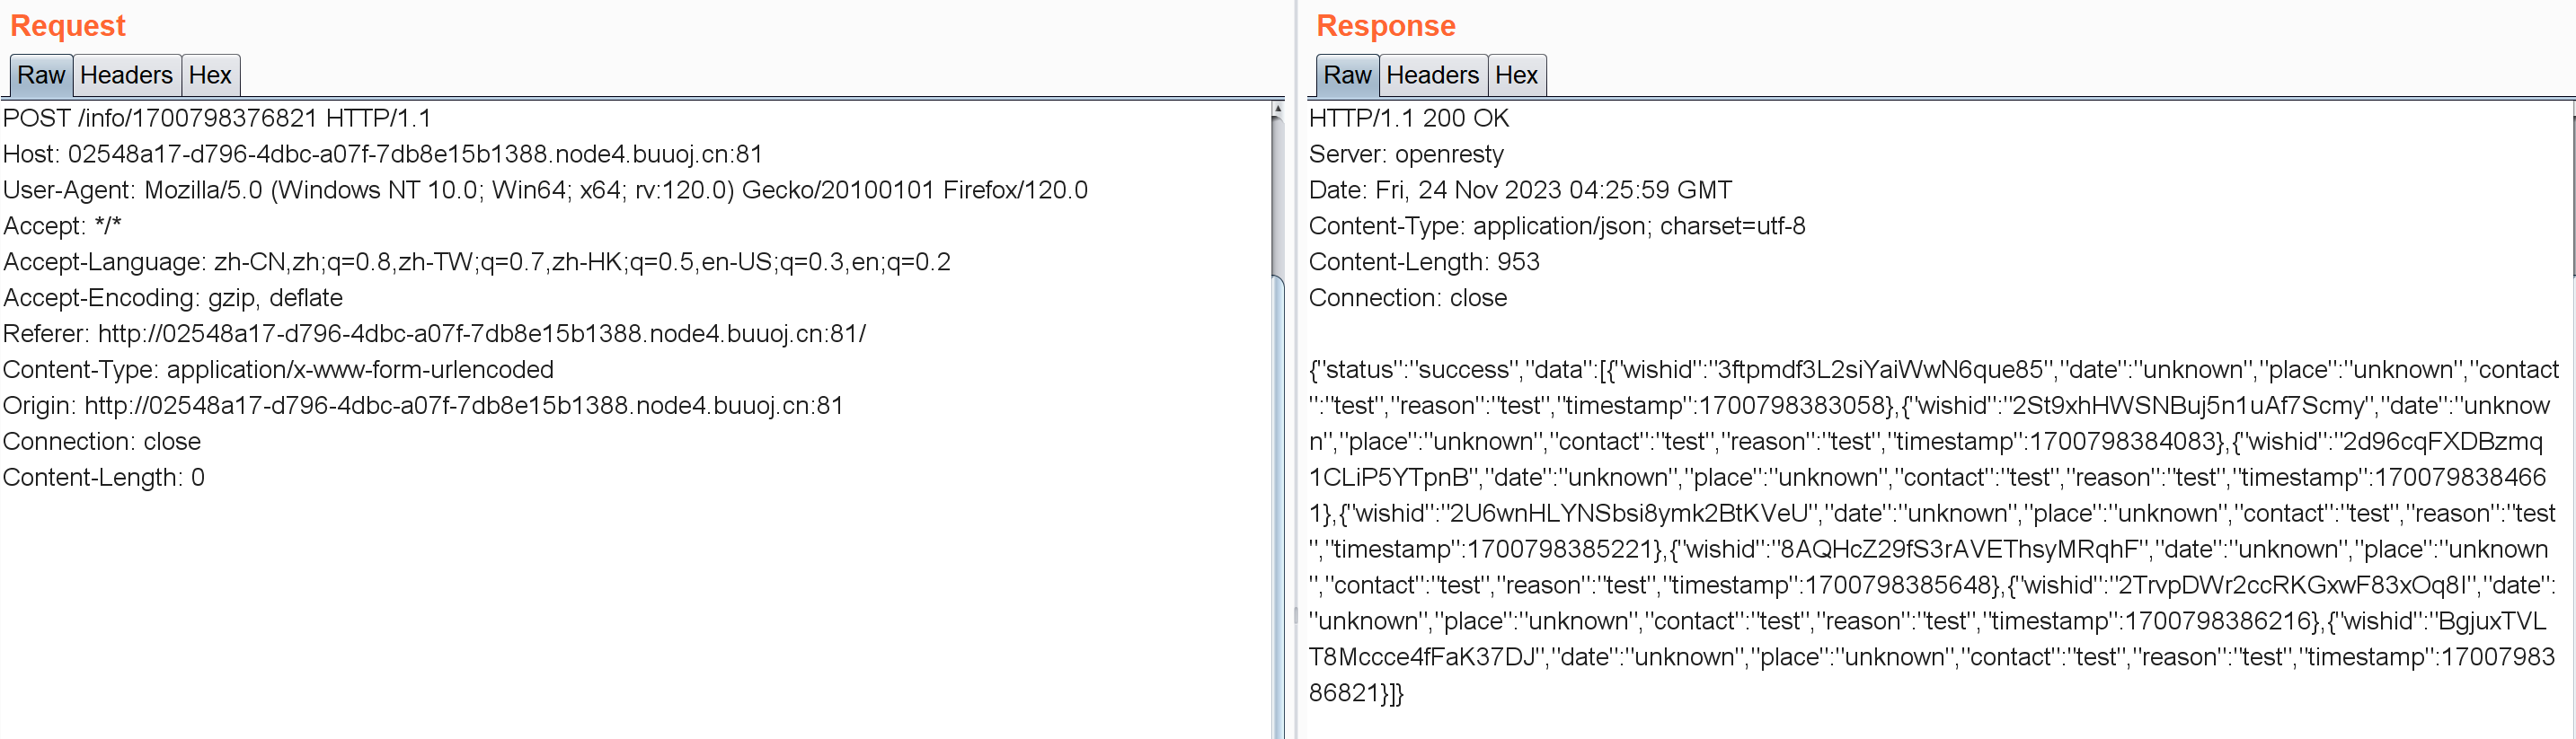 Request
Raw Headers Hex
POST /info/1700798376821 HTTP/1.1
Host: 02548a17-d796-4dbc-a07f-7db8e15b1388.node4.buuoj.cn:81
User-Agent: Mozilla/5.0 (Windows NT 10.0; Win64; x64; rv:120.0) Gecko/20100101 Firefox/120.0
Accept: */*
Accept-Language: zh-CN,zh;q=0.8,zh-TW;q=0.7,zh-HK;q=0.5,en-US;q=0.3,en;q=0.2
Accept-Encoding: gzip, deflate
Referer: http://02548a17-d796-4dbc-a07f-7db8e15b1388.node4.buuoj.cn:81/
Content-Type: application/x-www-form-urlencoded
Origin: http://02548a17-d796-4dbc-a07f-7db8e15b1388.node4.buuoj.cn:81
Connection: close
Content-Length: 0
Response
Raw Headers Hex
HTTP/1.1 200 OK
Server: openresty
Date: Fri, 24 Nov 2023 04:25:59 GMT
Content-Type: application/json; charset=utf-8
Content-Length: 953
Connection: close
{"status":"success","data":[{"wishid":"3ftpmdf3L2siYaiWwN6que85","date":"unknown","place":"unknown","contact
":"test","reason":"test","timestamp":1700798383058},{"wishid":"2St9xhHWSNBuj5n1uAf7Scmy","date":"unknow
n","place":"unknown","contact":"test","reason":"test","timestamp":1700798384083},{"wishid":"2d96cqFXDBzmq
1CLiP5YTpnB","date":"unknown","place":"unknown","contact":"test","reason":"test","timestamp":170079838466
1},{"wishid":"2U6wnHLYNSbsi8ymk2BtKVeU","date":"unknown","place":"unknown","contact":"test","reason":"test
","timestamp":1700798385221},{"wishid":"8AQHcZ29fS3rAVEThsyMRqhF","date":"unknown","place":"unknown
","contact":"test","reason":"test","timestamp":1700798385648},{"wishid":"2TrvpDWr2ccRKGxwF83xOq8I","date":
"unknown","place":"unknown","contact":"test","reason":"test","timestamp":1700798386216},{"wishid":"BgjuxTVL
T8Mccce4fFaK37DJ","date":"unknown","place":"unknown","contact":"test","reason":"test","timestamp":17007983
86821}]}